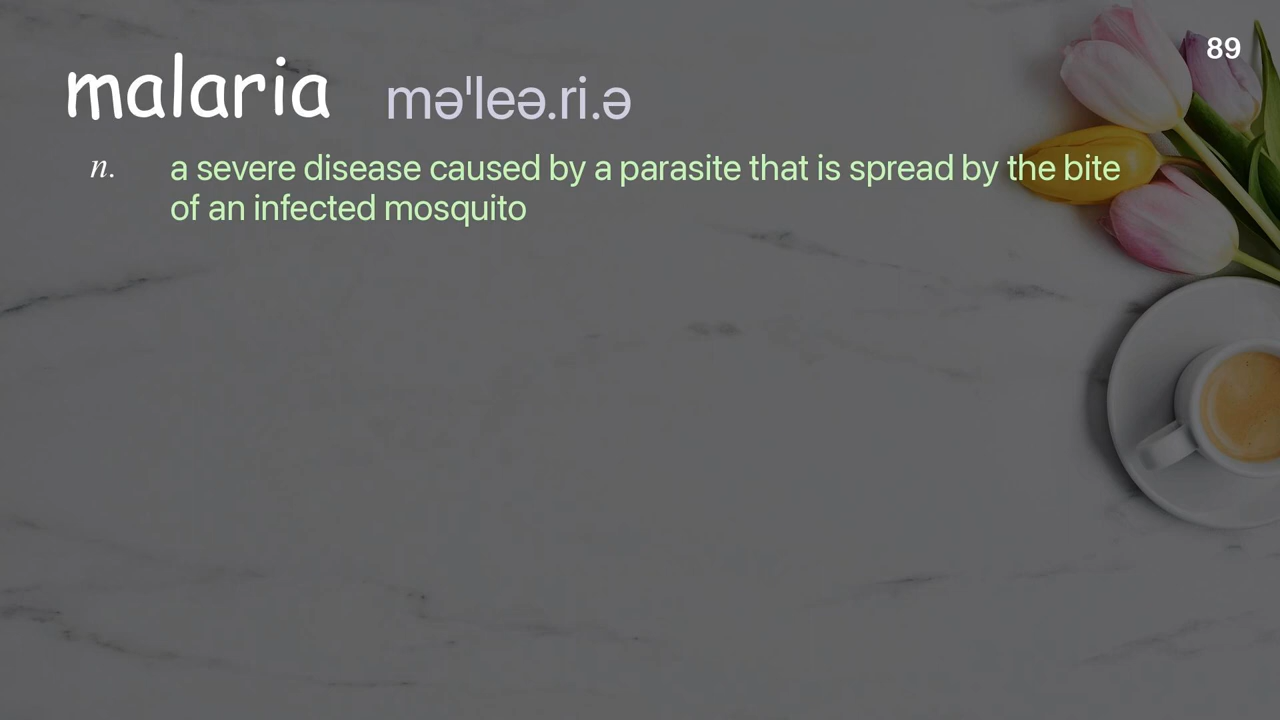 89
malaria məˈleə.ri.ə
n. a severe disease caused by a parasite that is spread by the bite
of an infected mosquito